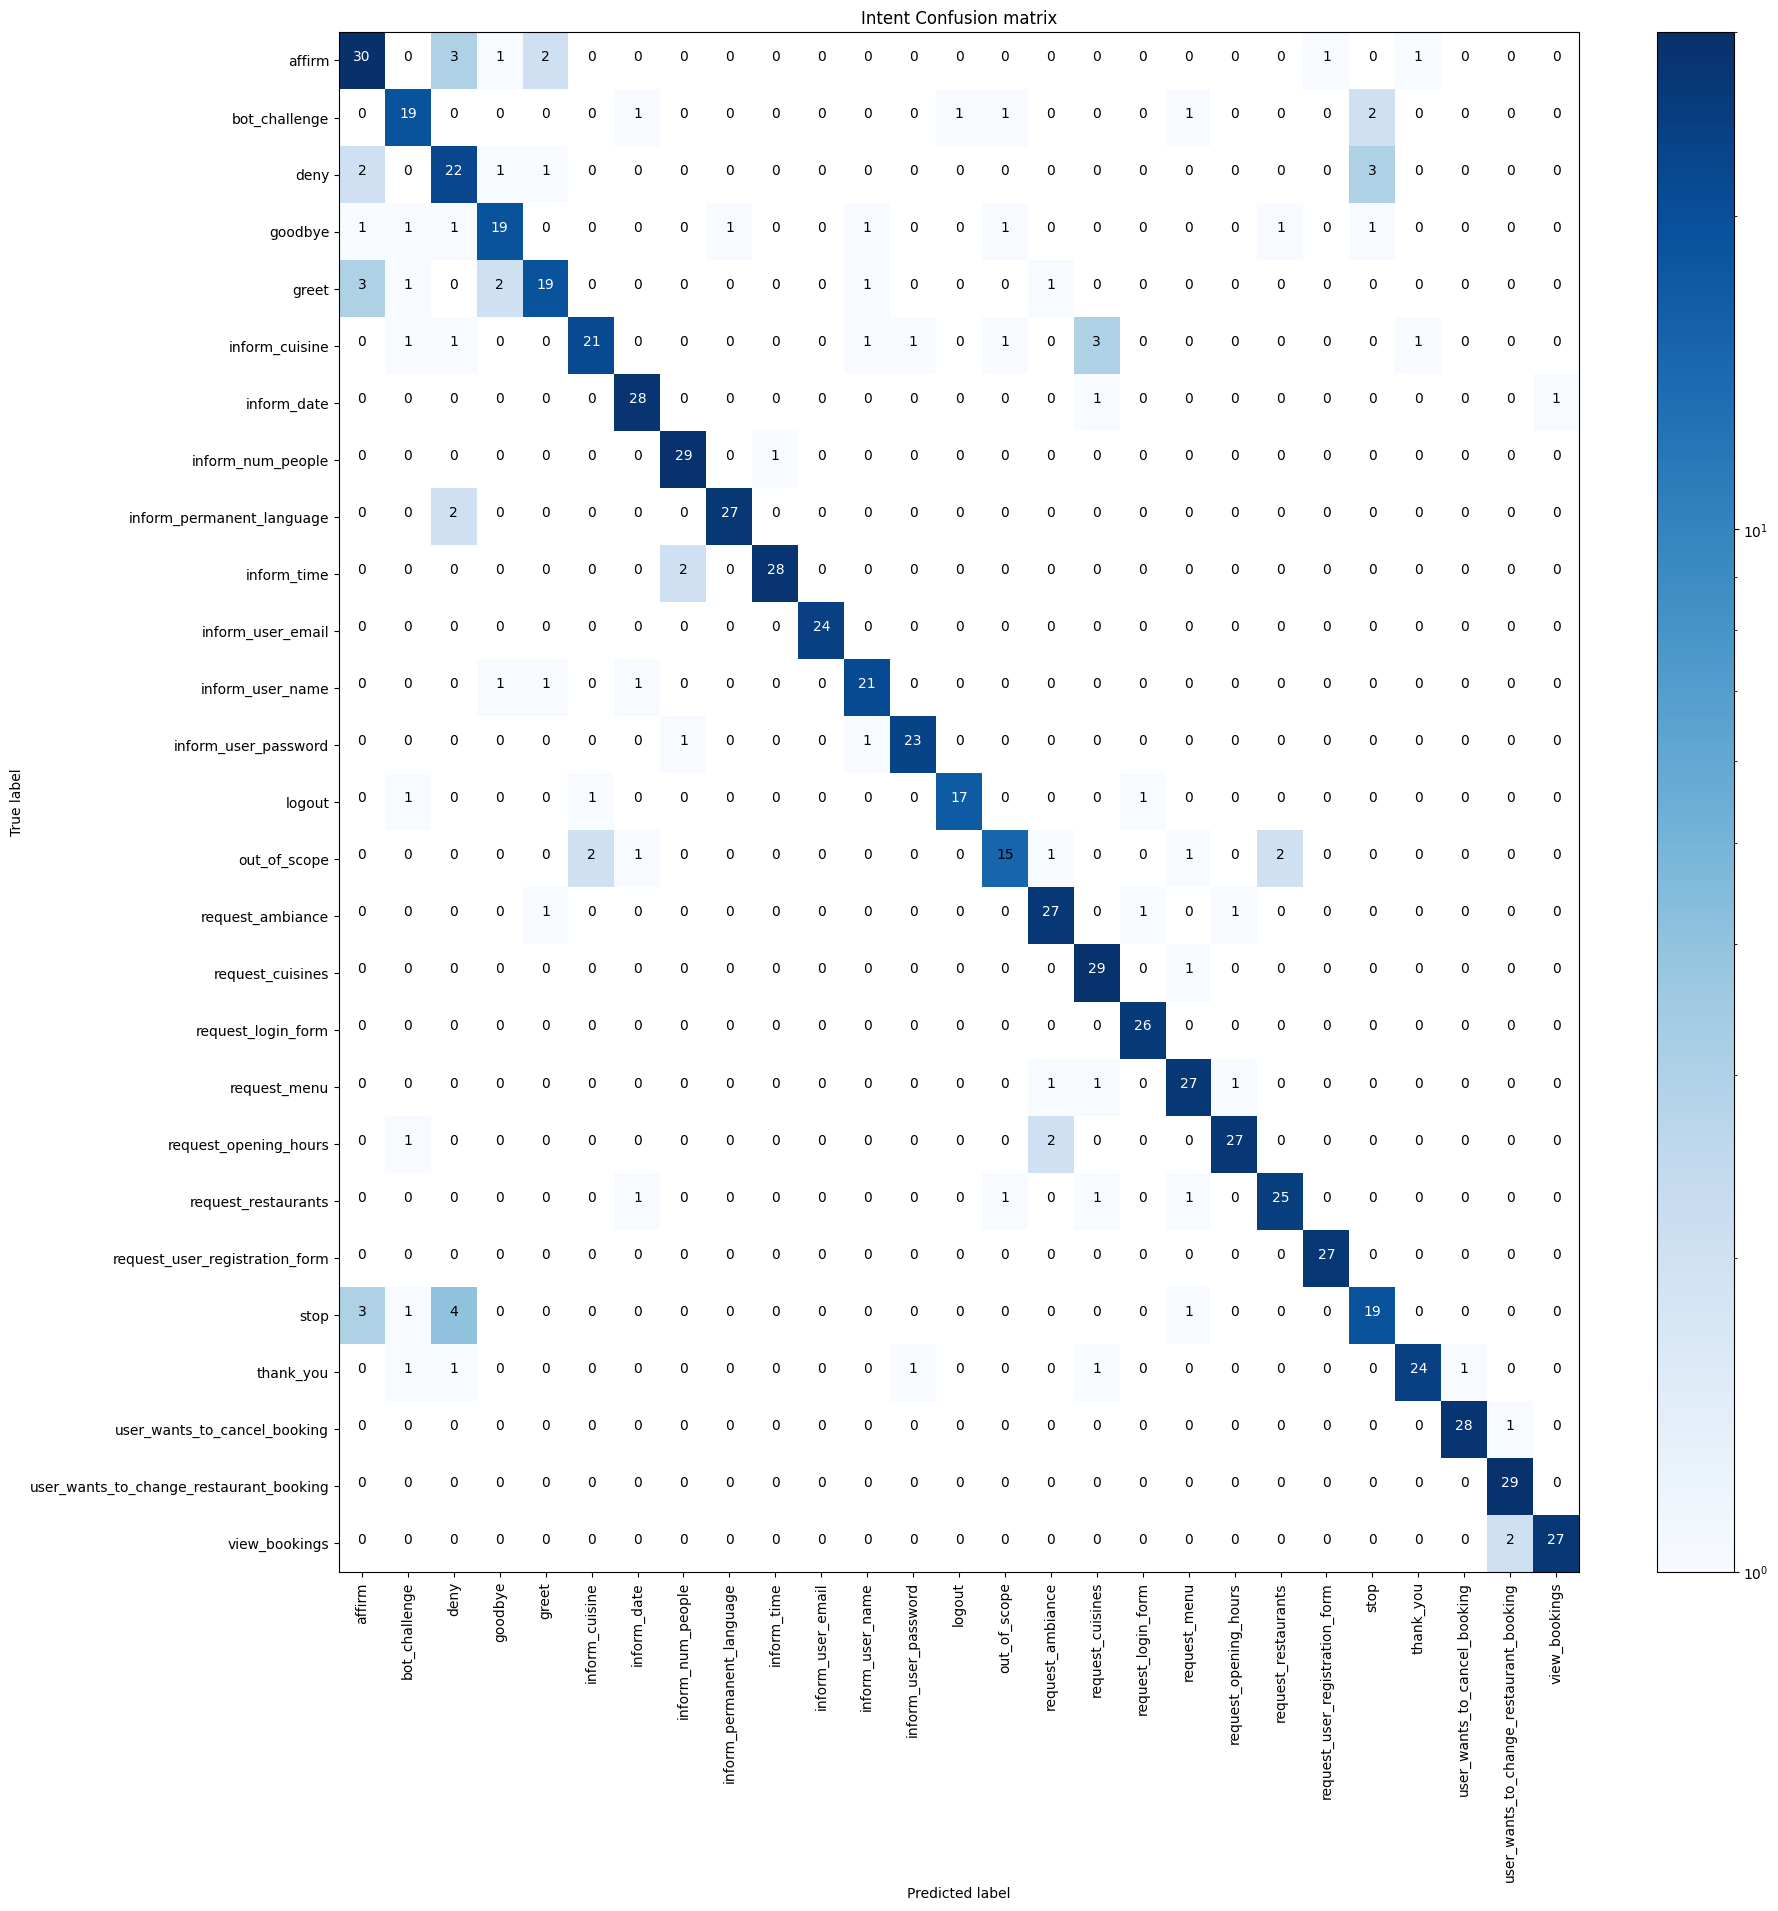 Intent Confusion matrix
affirm 30 0 3 1 2 0 0 0 0 0 0 0 0 0 0 0 0 0 0 0 0 1 0 1 0 0 0
bot_challenge 0 19 0 0 0 0 1 0 0 0 0 0 0 1 1 0 0 0 1 0 0 0 2 0 0 0 0
deny 2 0 22 1 1 0 0 0 0 0 0 0 0 0 0 0 0 0 0 0 0 0 3 0 0 0 0
goodbye 1 1 1 19 0 0 0 0 1 0 0 1 0 0 1 0 0 0 0 0 1 0 1 0 0 0 0
greet 3 1 0 2 19 0 0 0 0 0 0 1 0 0 0 1 0 0 0 0 0 0 0 0 0 0 0
inform_cuisine 0 1 1 0 0 21 0 0 0 0 0 1 1 0 1 0 3 0 0 0 0 0 0 1 0 0 0
inform_date 0 0 0 0 0 0 28 0 0 0 0 0 0 0 0 0 1 0 0 0 0 0 0 0 0 0 1
inform_num_people 0 0 0 0 0 0 0 29 0 1 0 0 0 0 0 0 0 0 0 0 0 0 0 0 0 0 0
inform_permanent_language 0 0 2 0 0 0 0 0 27 0 0 0 0 0 0 0 0 0 0 0 0 0 0 0 0 0 0
inform_time 0 0 0 0 0 0 0 2 0 28 0 0 0 0 0 0 0 0 0 0 0 0 0 0 0 0 0
inform_user_email 0 0 0 0 0 0 0 0 0 0 24 0 0 0 0 0 0 0 0 0 0 0 0 0 0 0 0
inform_user_name 0 0 0 1 1 0 1 0 0 0 0 21 0 0 0 0 0 0 0 0 0 0 0 0 0 0 0
inform_user_password 0 0 0 0 0 0 0 1 0 0 0 1 23 0 0 0 0 0 0 0 0 0 0 0 0 0 0
logout 0 1 0 0 0 1 0 0 0 0 0 0 0 17 0 0 0 1 0 0 0 0 0 0 0 0 0
out_of_scope 0 0 0 0 0 2 1 0 0 0 0 0 0 0 15 1 0 0 1 0 2 0 0 0 0 0 0
request_ambiance 0 0 0 0 1 0 0 0 0 0 0 0 0 0 0 27 0 1 0 1 0 0 0 0 0 0 0
request_cuisines 0 0 0 0 0 0 0 0 0 0 0 0 0 0 0 0 29 0 1 0 0 0 0 0 0 0 0
request_login_form 0 0 0 0 0 0 0 0 0 0 0 0 0 0 0 0 0 26 0 0 0 0 0 0 0 0 0
request_menu 0 0 0 0 0 0 0 0 0 0 0 0 0 0 0 1 1 0 27 1 0 0 0 0 0 0 0
request_opening_hours 0 1 0 0 0 0 0 0 0 0 0 0 0 0 0 2 0 0 0 27 0 0 0 0 0 0 0
request_restaurants 0 0 0 0 0 0 1 0 0 0 0 0 0 0 1 0 1 0 1 0 25 0 0 0 0 0 0
request_user_registration_form 0 0 0 0 0 0 0 0 0 0 0 0 0 0 0 0 0 0 0 0 0 27 0 0 0 0 0
stop 3 1 4 0 0 0 0 0 0 0 0 0 0 0 0 0 0 0 1 0 0 0 19 0 0 0 0
thank_you 0 1 1 0 0 0 0 0 0 0 0 0 1 0 0 0 1 0 0 0 0 0 0 24 1 0 0
user_wants_to_cancel_booking 0 0 0 0 0 0 0 0 0 0 0 0 0 0 0 0 0 0 0 0 0 0 0 0 28 1 0
user_wants_to_change_restaurant_booking 0 0 0 0 0 0 0 0 0 0 0 0 0 0 0 0 0 0 0 0 0 0 0 0 0 29 0
view_bookings 0 0 0 0 0 0 0 0 0 0 0 0 0 0 0 0 0 0 0 0 0 0 0 0 0 2 27
True label
affirm
bot_challenge
deny
goodbye
greet
inform_cuisine
inform_date
inform_num_people
inform_permanent_language
inform_time
inform_user_email
inform_user_name
inform_user_password
logout
out_of_scope
request_ambiance
request_cuisines
request_login_form
request_menu
request_opening_hours
request_restaurants
request_user_registration_form
stop
thank_you
user_wants_to_cancel_booking
user_wants_to_change_restaurant_booking
view_bookings
Predicted label
10¹
10⁰